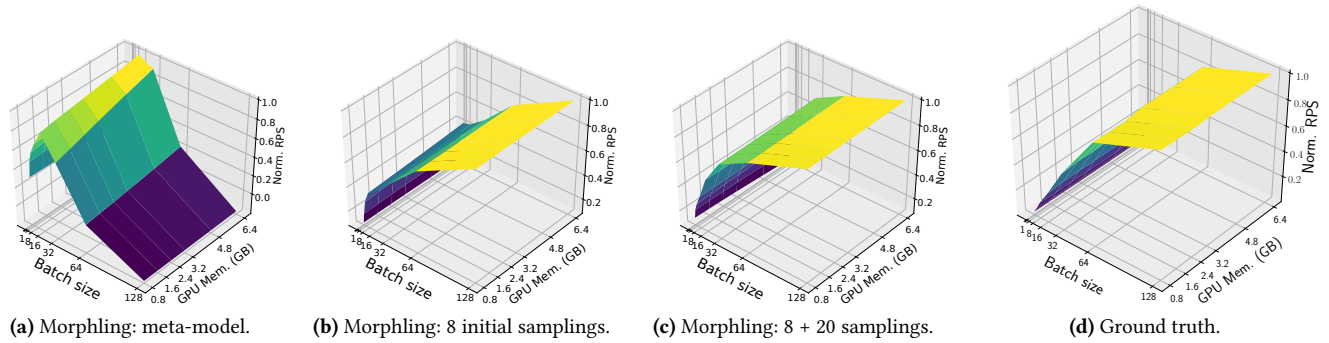 1.0
0.8
0.6
0.4
0.2
0.0
Norm. RPS
1 8 16 32 64 128
Batch size
0.8 1.6 2.4 3.2 4.8 6.4
GPU Mem. (GB)
(a) Morphling: meta-model.
1.0
0.8
0.6
0.4
0.2
Norm. RPS
1 8 16 32 64 128
Batch size
0.8 1.6 2.4 3.2 4.8 6.4
GPU Mem. (GB)
(b) Morphling: 8 initial samplings.
1.0
0.8
0.6
0.4
0.2
Norm. RPS
1 8 16 32 64 128
Batch size
0.8 1.6 2.4 3.2 4.8 6.4
GPU Mem. (GB)
(c) Morphling: 8 + 20 samplings.
1.0
0.8
0.6
0.4
0.2
Norm. RPS
1 8 16 32 64 128
Batch size
0.8 1.6 2.4 3.2 4.8 6.4
GPU Mem. (GB)
(d) Ground truth.